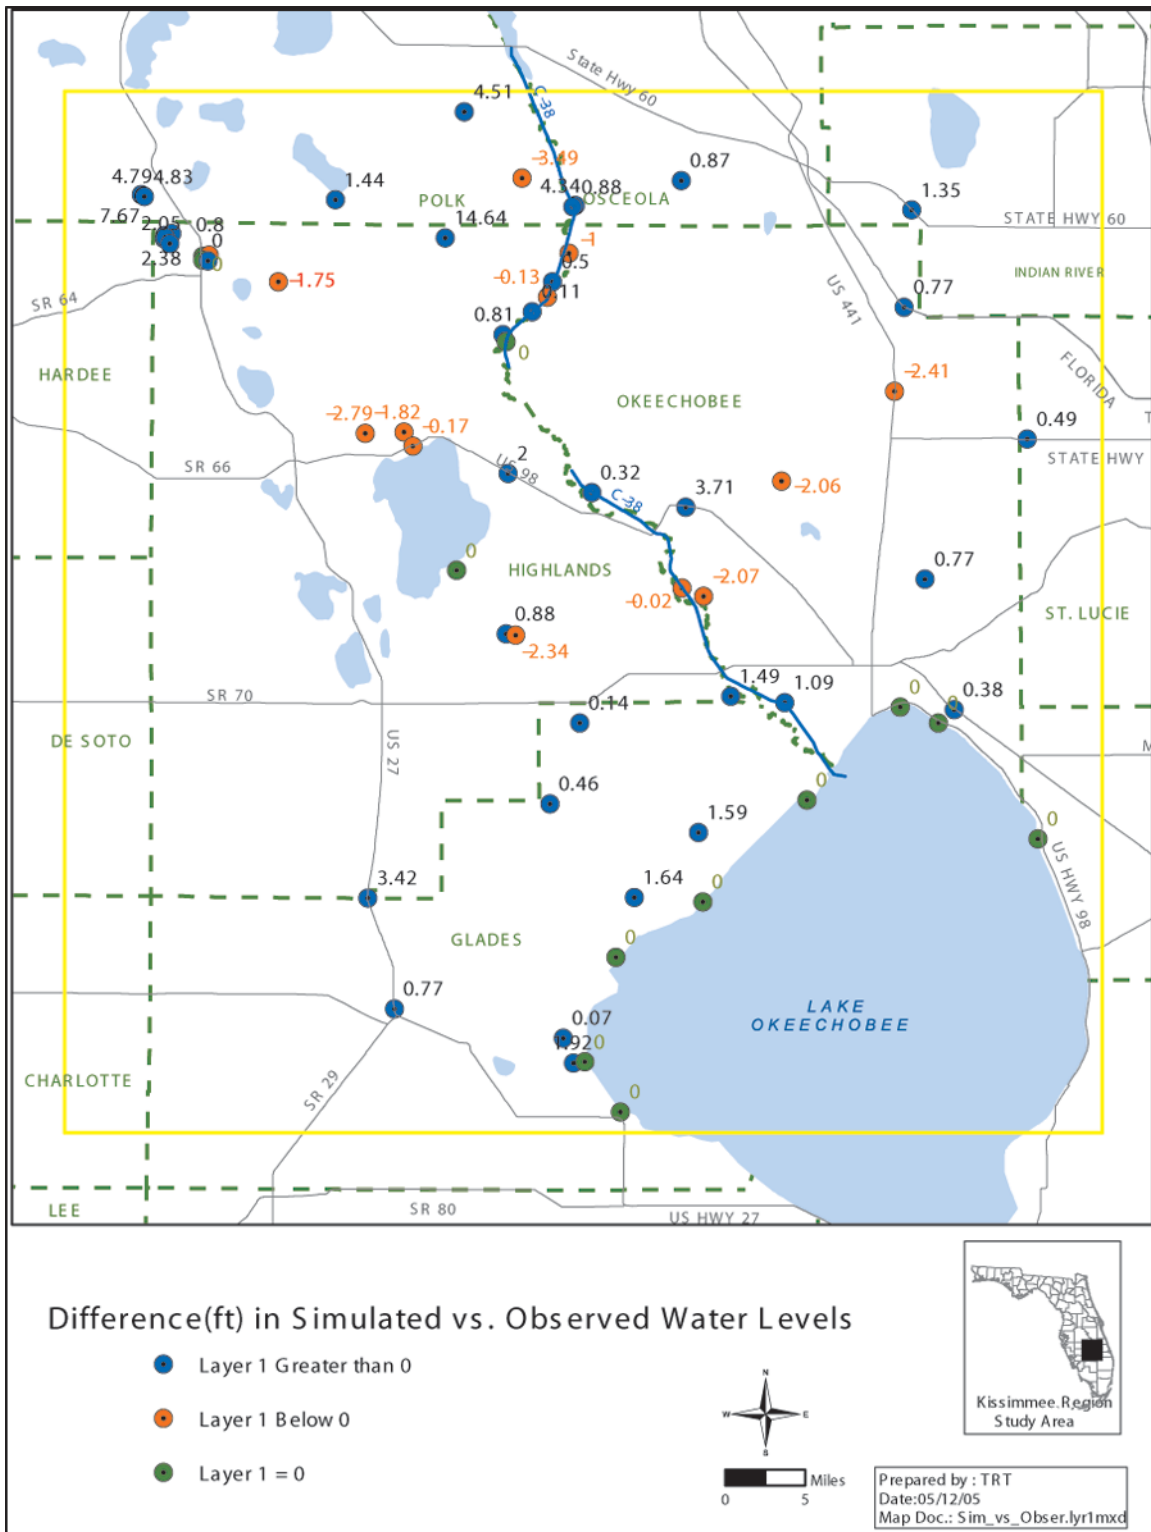 State Hwy 60
C-38
4.51
-3.49
0.87
4.79
4.83
1.44
4.34
0.88
POLK
OSCEOLA
1.35
STATE HWY 60
7.67
2.05
0.8
14.64
0
-1
2.38
0
0.5
-0.13
-1.75
0.11
INDIAN RIVER
SR 64
US 441
0.77
0.81
0
HARDEE
FLORIDA
-2.41
OKEECHOBEE
-2.79
-1.82
-0.17
0.49
T
SR 66
US 98
2
STATE HWY
0.32
C-38
3.71
-2.06
0
HIGHLANDS
-2.07
0.77
-0.02
ST. LUCIE
0.88
-2.34
SR 70
1.49
1.09
0
0
0.38
0.14
DE SOTO
US 27
M
0.46
0
1.59
0
US HWY 98
3.42
1.64
0
GLADES
0
0.77
LAKE
OKEECHOBEE
0.07
1.92
0
CHARLOTTE
SR 29
0
LEE
SR 80
US HWY 27
Difference(ft) in Simulated vs. Observed Water Levels
Layer 1 Greater than 0
Layer 1 Below 0
Layer 1 = 0
N
W
E
S
Miles
0
5
Kissimmee.Region
Study Area
Prepared by : TRT
Date:05/12/05
Map Doc.: Sim_vs_Obser.lyr1mxd